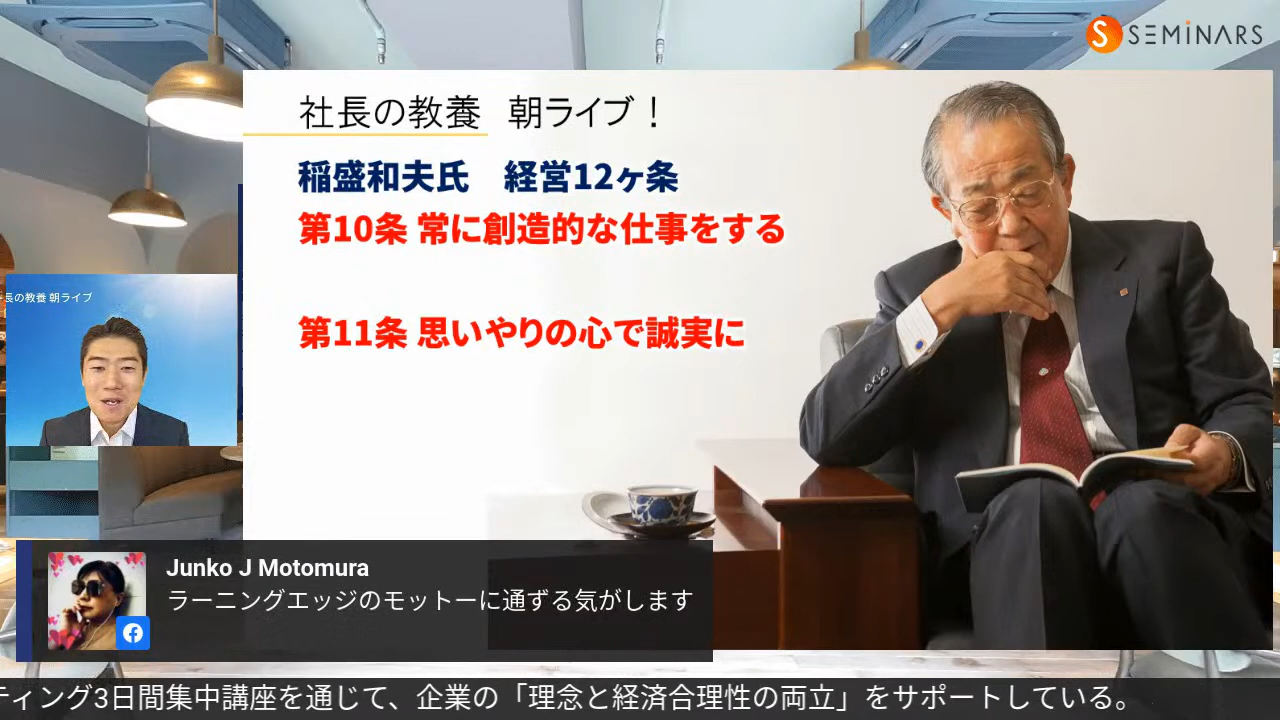 SEMINARS
社長の教養　朝ライブ！
稲盛和夫氏　経営12ヶ条
第10条 常に創造的な仕事をする
第11条 思いやりの心で誠実に
長の教養 朝ライブ
Junko J Motomura
ラーニングエッジのモットーに通ずる気がします
ティング3日間集中講座を通じて、企業の「理念と経済合理性の両立」をサポートしている。